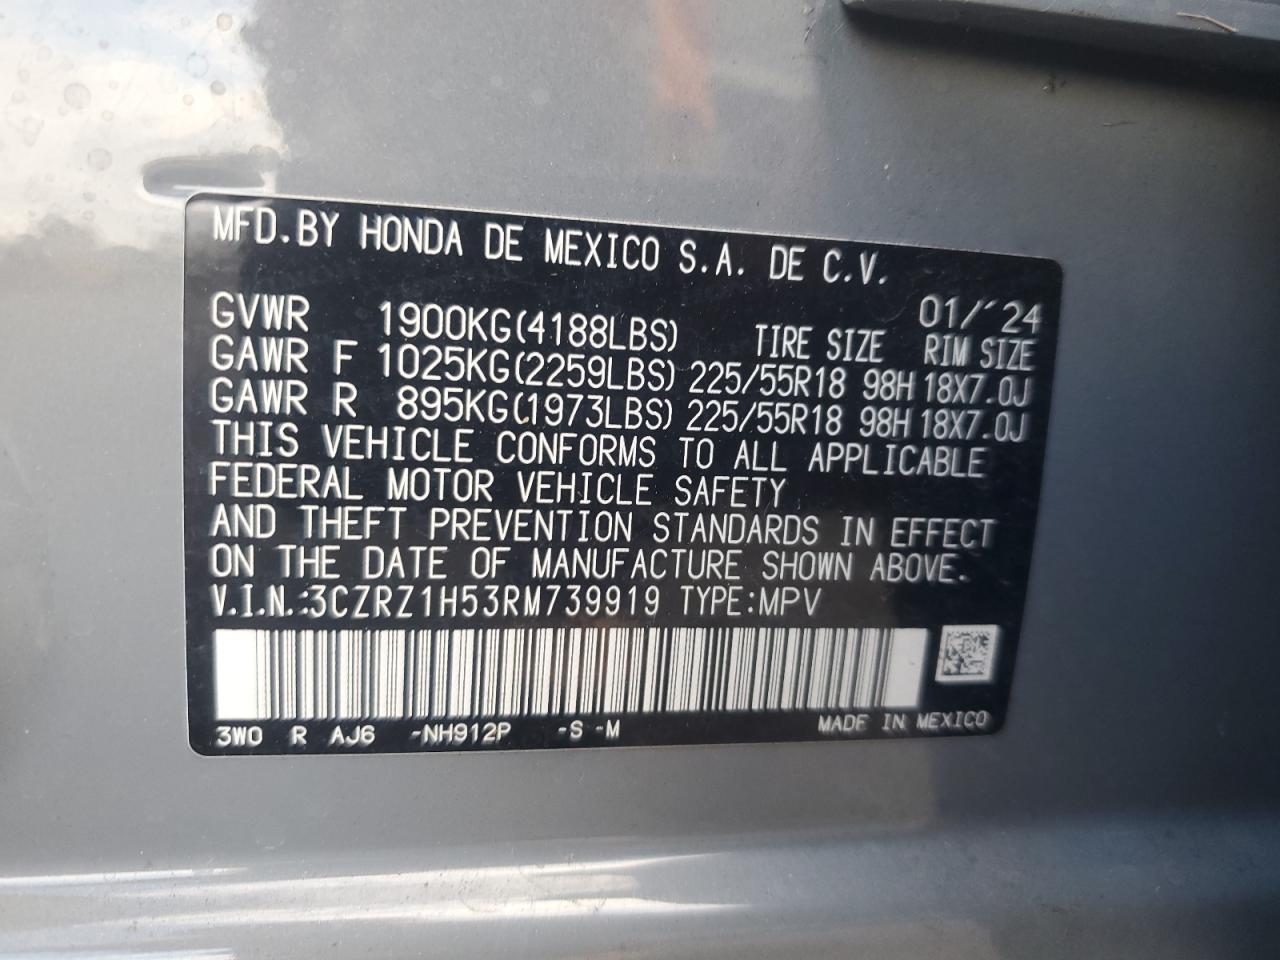 MFD.BY HONDA DE MEXICO S.A. DE C.V.
01/'24
GVWR 1900KG(4188LBS) TIRE SIZE RIM SIZE
GAWR F 1025KG(2259LBS) 225/55R18 98H 18X7.0J
GAWR R 895KG(1973LBS) 225/55R18 98H 18X7.0J
THIS VEHICLE CONFORMS TO ALL APPLICABLE
FEDERAL MOTOR VEHICLE SAFETY
AND THEFT PREVENTION STANDARDS IN EFFECT
ON THE DATE OF MANUFACTURE SHOWN ABOVE.
V.I.N.:3CZRZ1H53RM739919 TYPE:MPV
3WO R AJ6 -NH912P -S -M MADE IN MEXICO